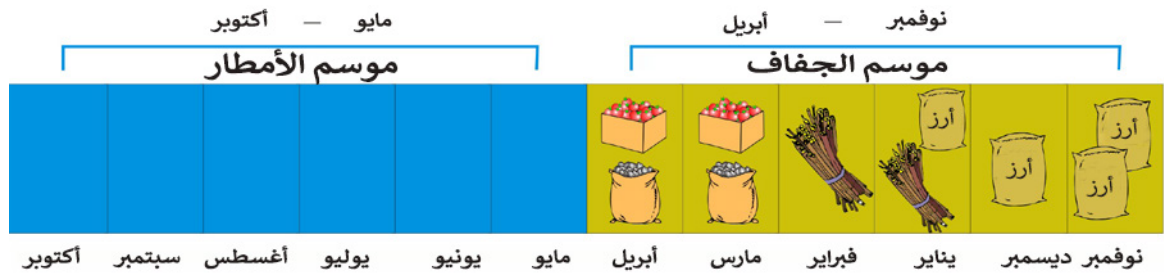 نوفمبر – أبريل
مايو – أكتوبر
موسم الجفاف
موسم الأمطار
أرز
أرز
أرز
أرز
نوفمبر ديسمبر يناير فبراير مارس أبريل مايو يونيو يوليو أغسطس سبتمبر أكتوبر